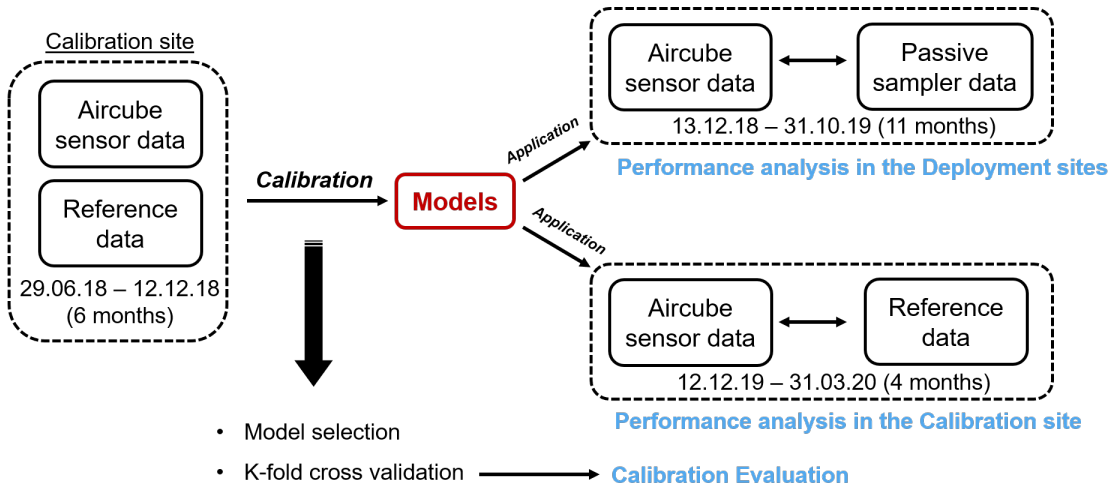 Calibration site
Aircube
sensor data
Reference
data
29.06.18 – 12.12.18
(6 months)
Calibration
Models
Application
Application
Aircube
sensor data
Passive
sampler data
13.12.18 – 31.10.19 (11 months)
Performance analysis in the Deployment sites
Aircube
sensor data
Reference
data
12.12.19 – 31.03.20 (4 months)
Performance analysis in the Calibration site
• Model selection
• K-fold cross validation
Calibration Evaluation